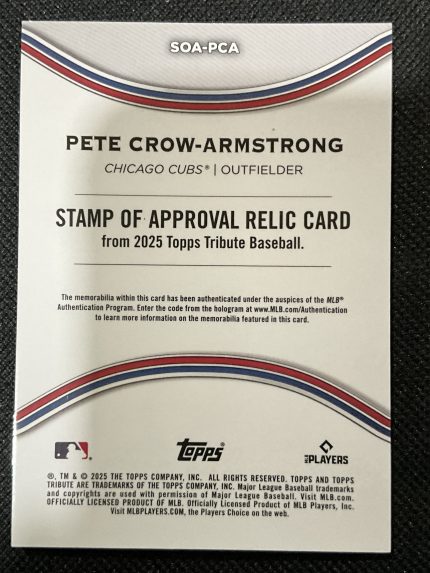 SOA-PCA
PETE CROW-ARMSTRONG
CHICAGO CUBS® | OUTFIELDER
STAMP OF APPROVAL RELIC CARD
from 2025 Topps Tribute Baseball.
The memorabilia within this card has been authenticated under the auspices of the MLB®
Authentication Program. Enter the code from the hologram at www.MLB.com/Authentication
to learn more information on the memorabilia featured in this card.
topps
MLB PLAYERS
®, TM & © 2025 THE TOPPS COMPANY, INC. ALL RIGHTS RESERVED. TOPPS AND TOPPS
TRIBUTE ARE TRADEMARKS OF THE TOPPS COMPANY, INC. Major League Baseball trademarks
and copyrights are used with permission of Major League Baseball. Visit MLB.com.
OFFICIALLY LICENSED PRODUCT OF MLB. Officially Licensed Product of MLB Players, Inc.
Visit MLBPLAYERS.com, the Players Choice on the web.